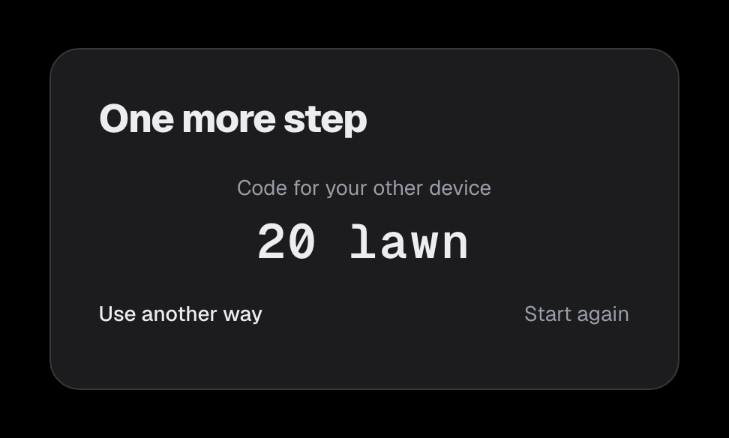 One more step
Code for your other device
20 lawn
Use another way
Start again